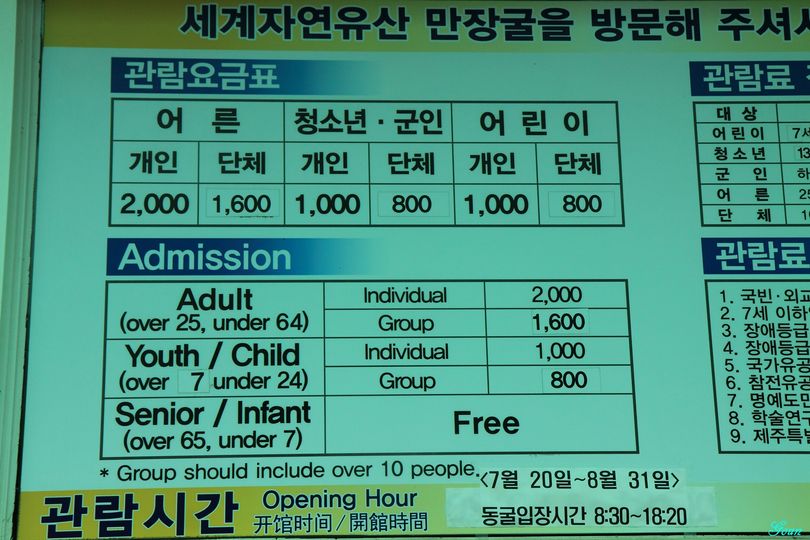 세계자연유산 만장굴을 방문해 주셔서
관람요금표
어 른 청소년·군인 어 린 이
개인 단체 개인 단체 개인 단체
2,000 1,600 1,000 800 1,000 800
관람료
대 상
어린이 7세
청소년 13
군 인 하
어 른 25
단 체 10
Admission
Adult
(over 25, under 64)
Individual 2,000
Group 1,600
Youth / Child
(over 7 under 24)
Individual 1,000
Group 800
Senior / Infant
(over 65, under 7)
Free
* Group should include over 10 people.
관람료
1. 국빈·외교
2. 7세 이하
3. 장애등급
4. 장애등급
5. 국가유공
6. 참전유공
7. 명예도민
8. 학술연구
9. 제주특별
관람시간 Opening Hour
开馆时间/開館時間
<7월 20일~8월 31일>
동굴입장시간 8:30~18:20
Goun